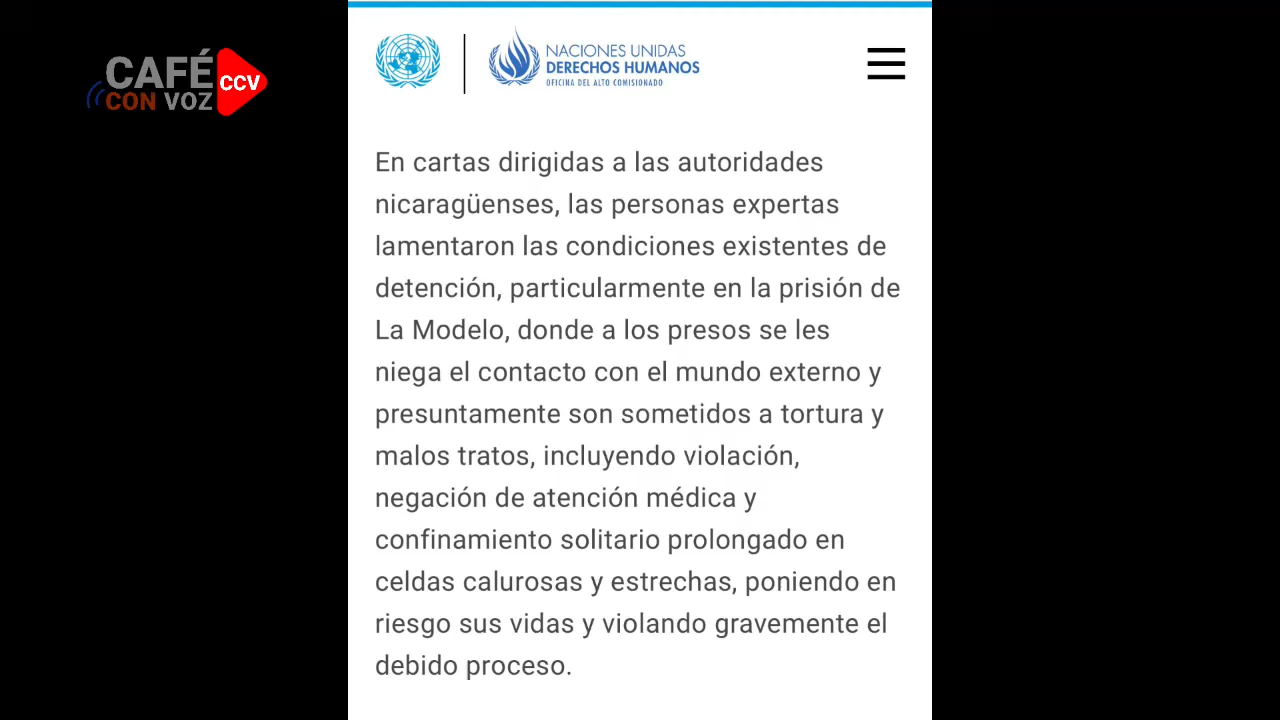 CAFÉ
CON VOZ
CCV
NACIONES UNIDAS
DERECHOS HUMANOS
OFICINA DEL ALTO COMISIONADO
En cartas dirigidas a las autoridades
nicaragüenses, las personas expertas
lamentaron las condiciones existentes de
detención, particularmente en la prisión de
La Modelo, donde a los presos se les
niega el contacto con el mundo externo y
presuntamente son sometidos a tortura y
malos tratos, incluyendo violación,
negación de atención médica y
confinamiento solitario prolongado en
celdas calurosas y estrechas, poniendo en
riesgo sus vidas y violando gravemente el
debido proceso.